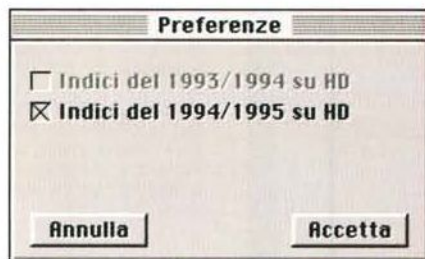 Preferenze
Indici del 1993/1994 su HD
Indici del 1994/1995 su HD
Annulla
Accetta